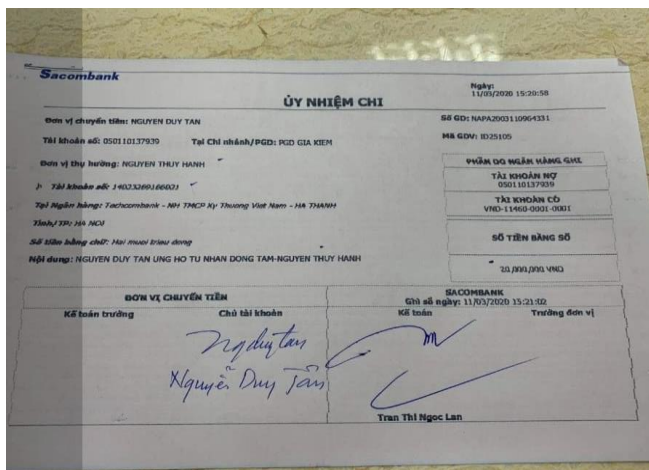 Sacombank
Ngày:
11/03/2020 15:20:58
ỦY NHIỆM CHI
Đơn vị chuyển tiền: NGUYEN DUY TAN
Số GD: NAPA2003110964331
Tài khoản số: 050110137939 Tại Chi nhánh/PGD: PGD GIA KIEM
Mã GDV: ID25105
Đơn vị thụ hưởng: NGUYEN THUY HANH
PHẦN DO NGÂN HÀNG GHI
Tài khoản số: 14023269166021
TÀI KHOẢN NỢ
050110137939
Tại Ngân hàng: Techcombank - NH TMCP Ky Thuong Viet Nam - HA THANH
TÀI KHOẢN CÓ
VND-11460-0001-0001
Tỉnh/TP: HA NOI
Số tiền bằng chữ: Hai muoi trieu dong
SỐ TIỀN BẰNG SỐ
Nội dung: NGUYEN DUY TAN UNG HO TU NHAN DONG TAM-NGUYEN THUY HANH
20,000,000 VND
ĐƠN VỊ CHUYỂN TIỀN
SACOMBANK
Ghi sổ ngày: 11/03/2020 15:21:02
Kế toán trưởng Chủ tài khoản Kế toán Trưởng đơn vị
Ngduytan
Nguyễn Duy Tân
Tran Thi Ngoc Lan